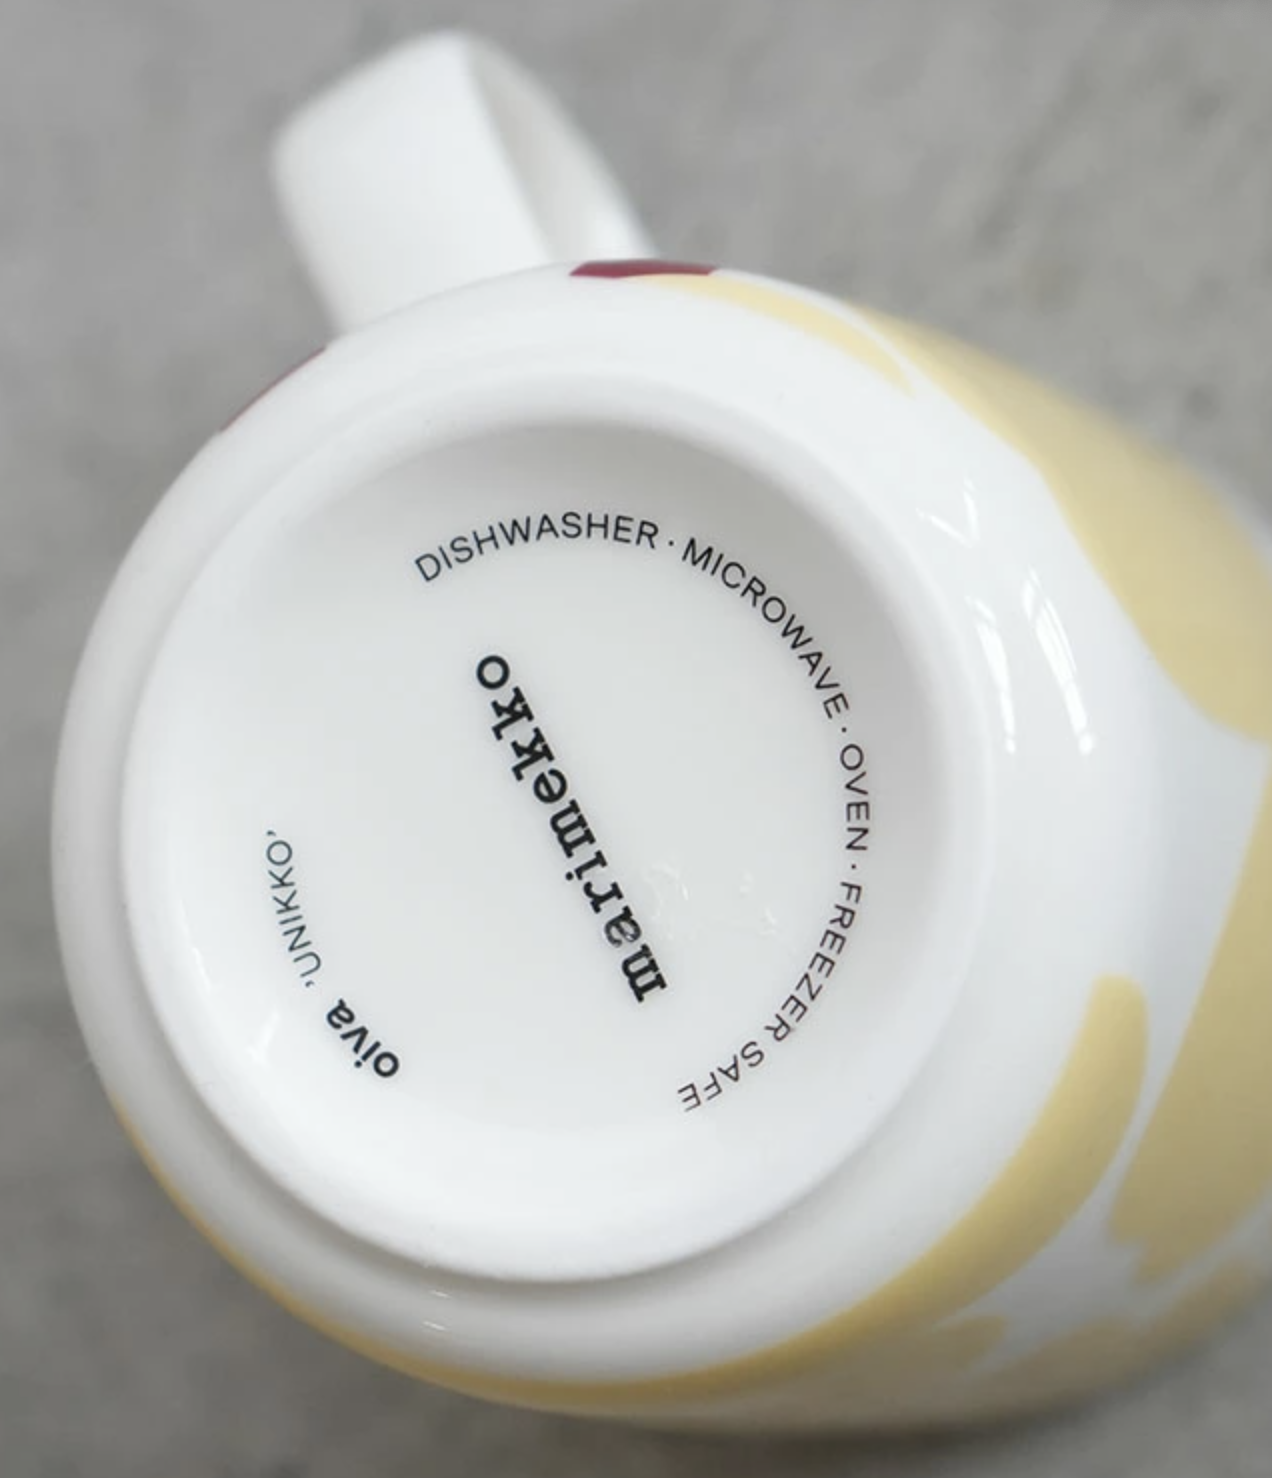 DISHWASHER · MICROWAVE · OVEN · FREEZER SAFE
marimekko
oiva 'UNIKKO'